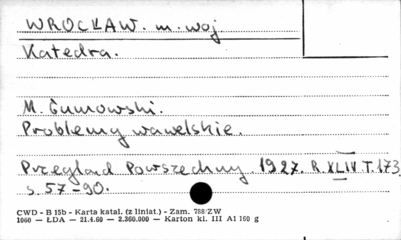 WROCŁAW. m. woj
Katedra.
M. Gumowski.
Problemy wawelskie.
Przegląd Powszechny 1927. R. XLIV T. 173
s. 57-90.
CWD - B 15b - Karta katal. (z liniat.) - Zam. 788/ZW
1060 — ŁDA — 21.4.60 — 2.360.000 — Karton kl. III A1 160 g